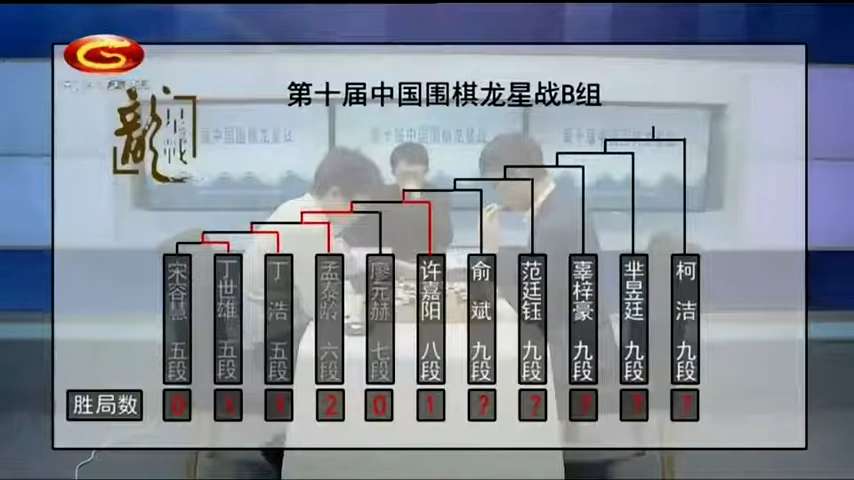 第十届中国围棋龙星战B组
龍星戰
宋容慧 五段
丁世雄 五段
丁浩 五段
孟泰龄 六段
廖元赫 七段
许嘉阳 八段
俞斌 九段
范廷钰 九段
辜梓豪 九段
芈昱廷 九段
柯洁 九段
胜局数 0 1 1 2 0 1 ? ? ? ? ?